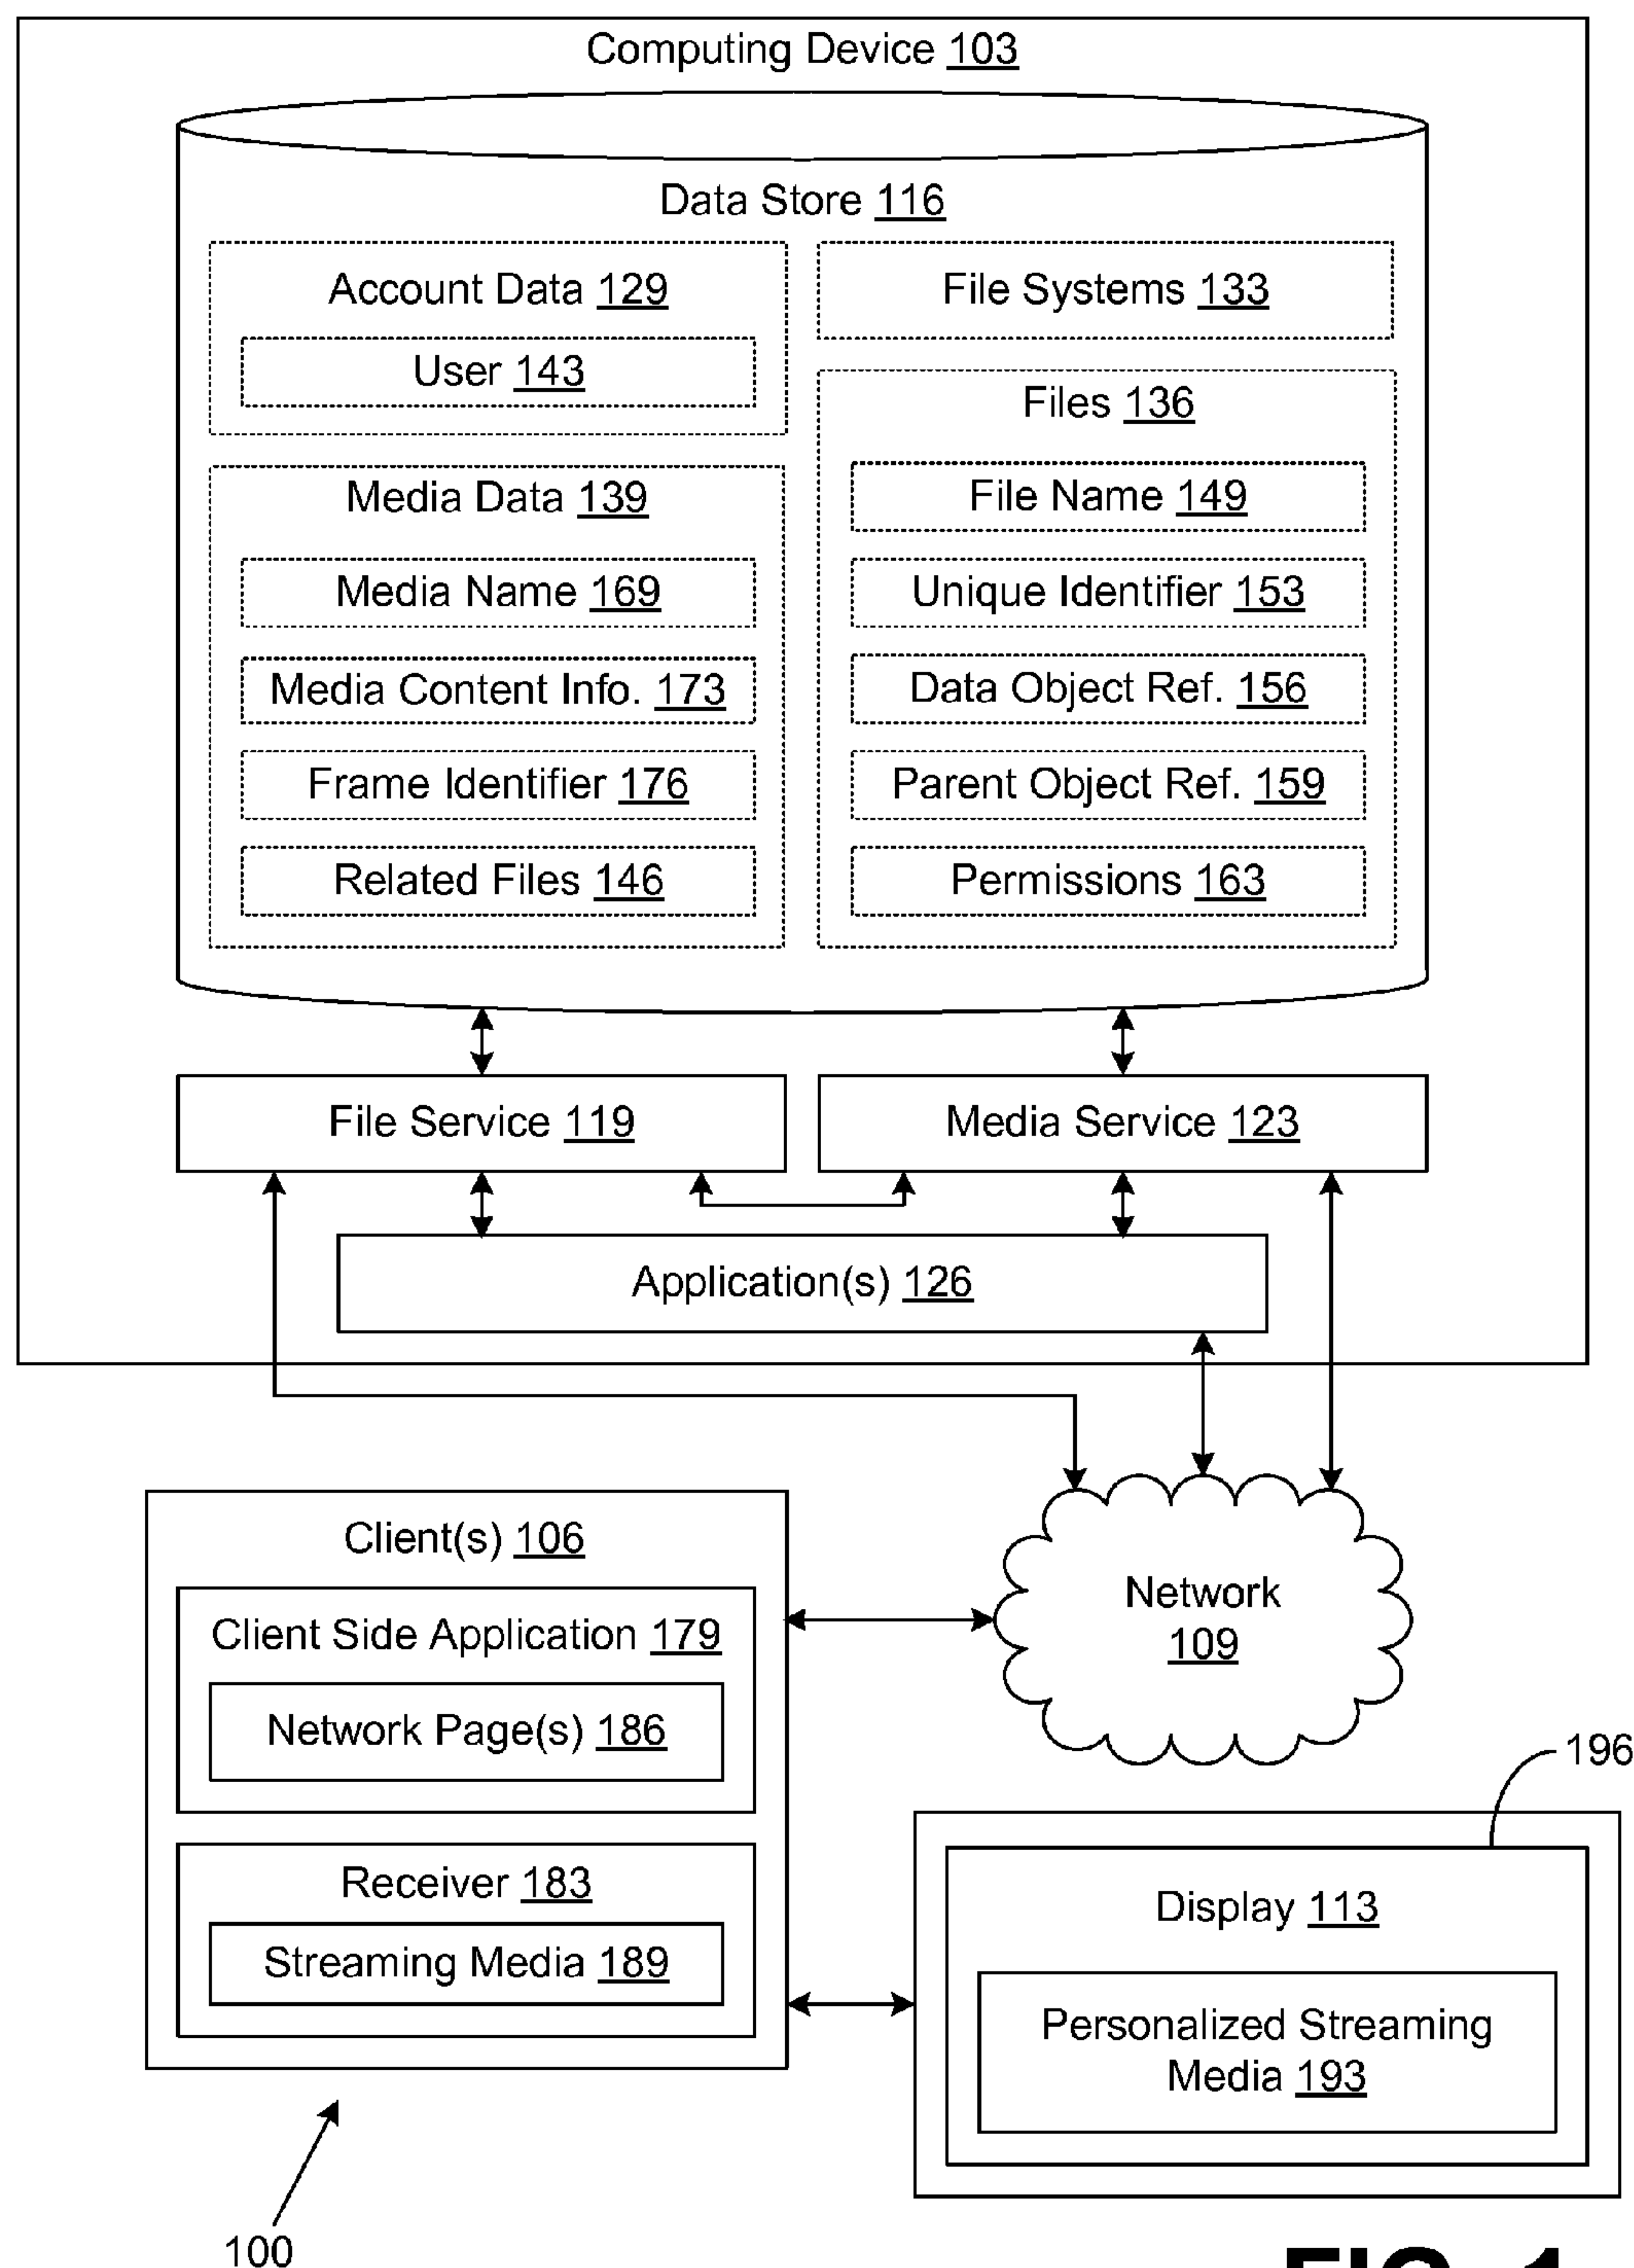 Computing Device 103
Data Store 116
Account Data 129
User 143
File Systems 133
Media Data 139
Media Name 169
Media Content Info. 173
Frame Identifier 176
Related Files 146
Files 136
File Name 149
Unique Identifier 153
Data Object Ref. 156
Parent Object Ref. 159
Permissions 163
File Service 119
Media Service 123
Application(s) 126
Network
109
Client(s) 106
Client Side Application 179
Network Page(s) 186
Receiver 183
Streaming Media 189
196
Display 113
Personalized Streaming
Media 193
100
FIG. 1